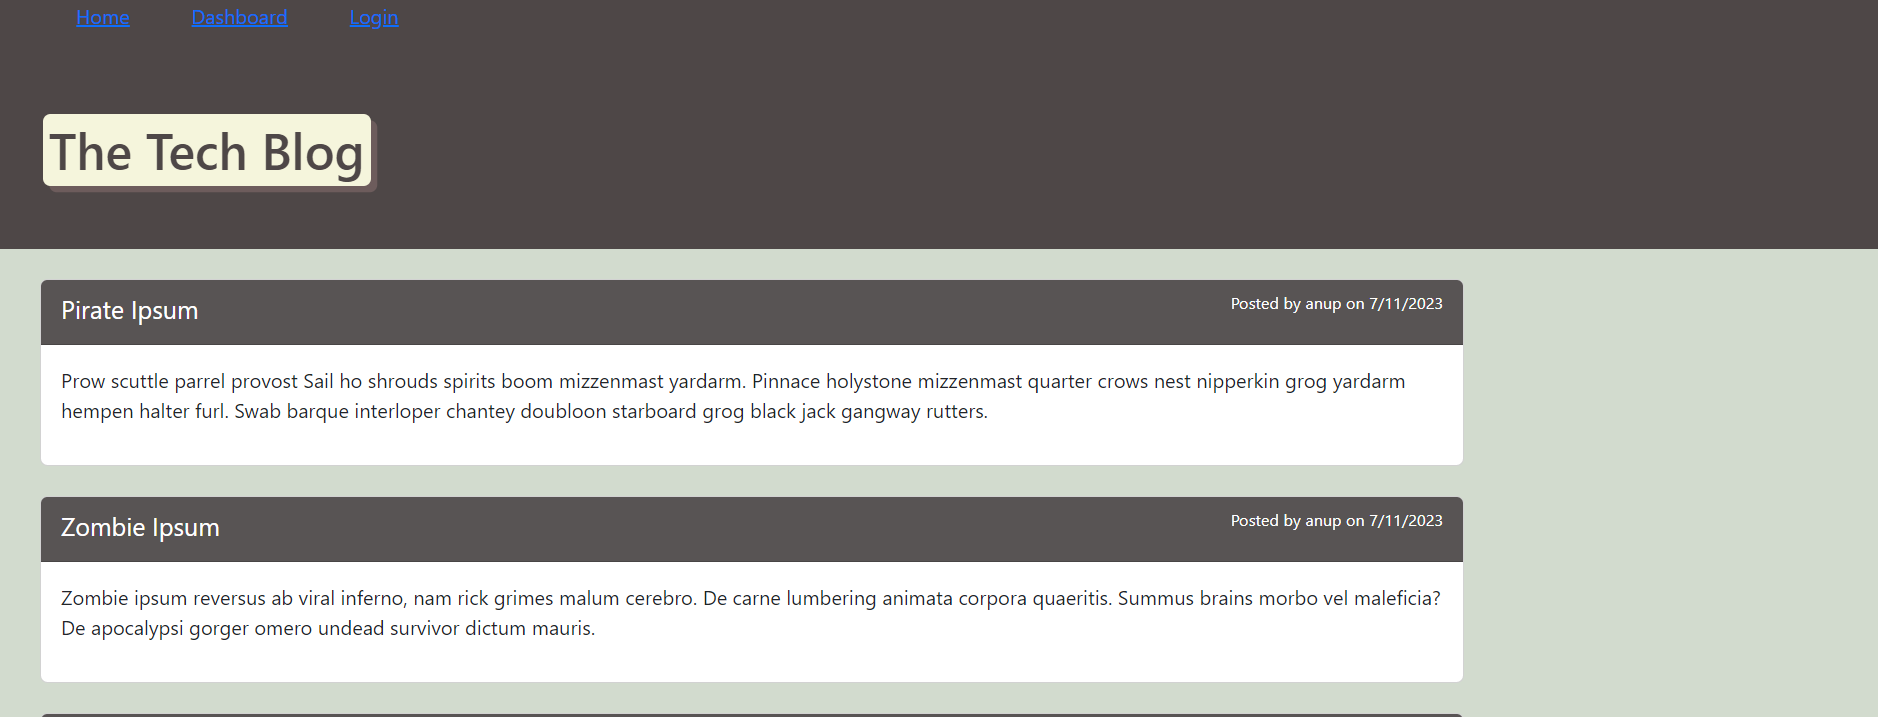 Home Dashboard Login
The Tech Blog
Pirate Ipsum Posted by anup on 7/11/2023
Prow scuttle parrel provost Sail ho shrouds spirits boom mizzenmast yardarm. Pinnace holystone mizzenmast quarter crows nest nipperkin grog yardarm
hempen halter furl. Swab barque interloper chantey doubloon starboard grog black jack gangway rutters.
Zombie Ipsum Posted by anup on 7/11/2023
Zombie ipsum reversus ab viral inferno, nam rick grimes malum cerebro. De carne lumbering animata corpora quaeritis. Summus brains morbo vel maleficia?
De apocalypsi gorger omero undead survivor dictum mauris.